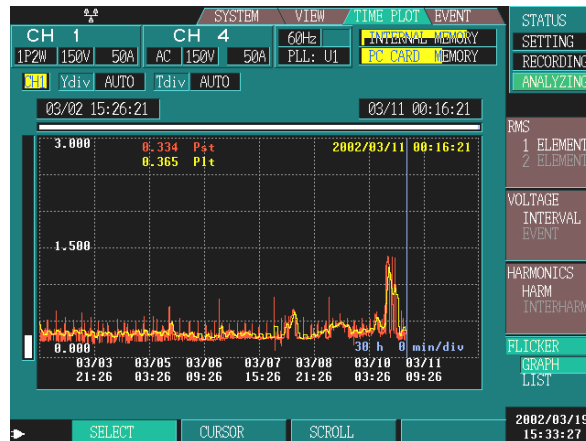 SYSTEM VIEW TIME PLOT EVENT
CH 1 CH 4 60Hz INTERNAL MEMORY
1P2W 150V 50A AC 150V 50A PLL: U1 PC CARD MEMORY
CH1 Ydiv AUTO Tdiv AUTO
03/02 15:26:21 03/11 00:16:21
3.000 0.334 Pst 2002/03/11 00:16:21
0.365 Plt
1.500
0.000 30 h 0 min/div
03/03 03/05 03/06 03/07 03/08 03/10 03/11
21:26 03:26 09:26 15:26 21:26 03:26 09:26
SELECT CURSOR SCROLL
STATUS
SETTING
RECORDING
ANALYZING
RMS
1 ELEMENT
2 ELEMENT
VOLTAGE
INTERVAL
EVENT
HARMONICS
HARM
INTERHARM
FLICKER
GRAPH
LIST
2002/03/19
15:33:27